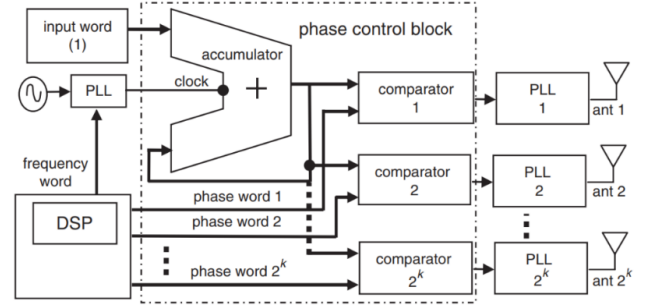 input word
(1)
phase control block
accumulator
+
clock
PLL
frequency
word
DSP
phase word 1
phase word 2
phase word 2^k
comparator
1
comparator
2
comparator
2^k
PLL
1
PLL
2
PLL
2^k
ant 1
ant 2
ant 2^k